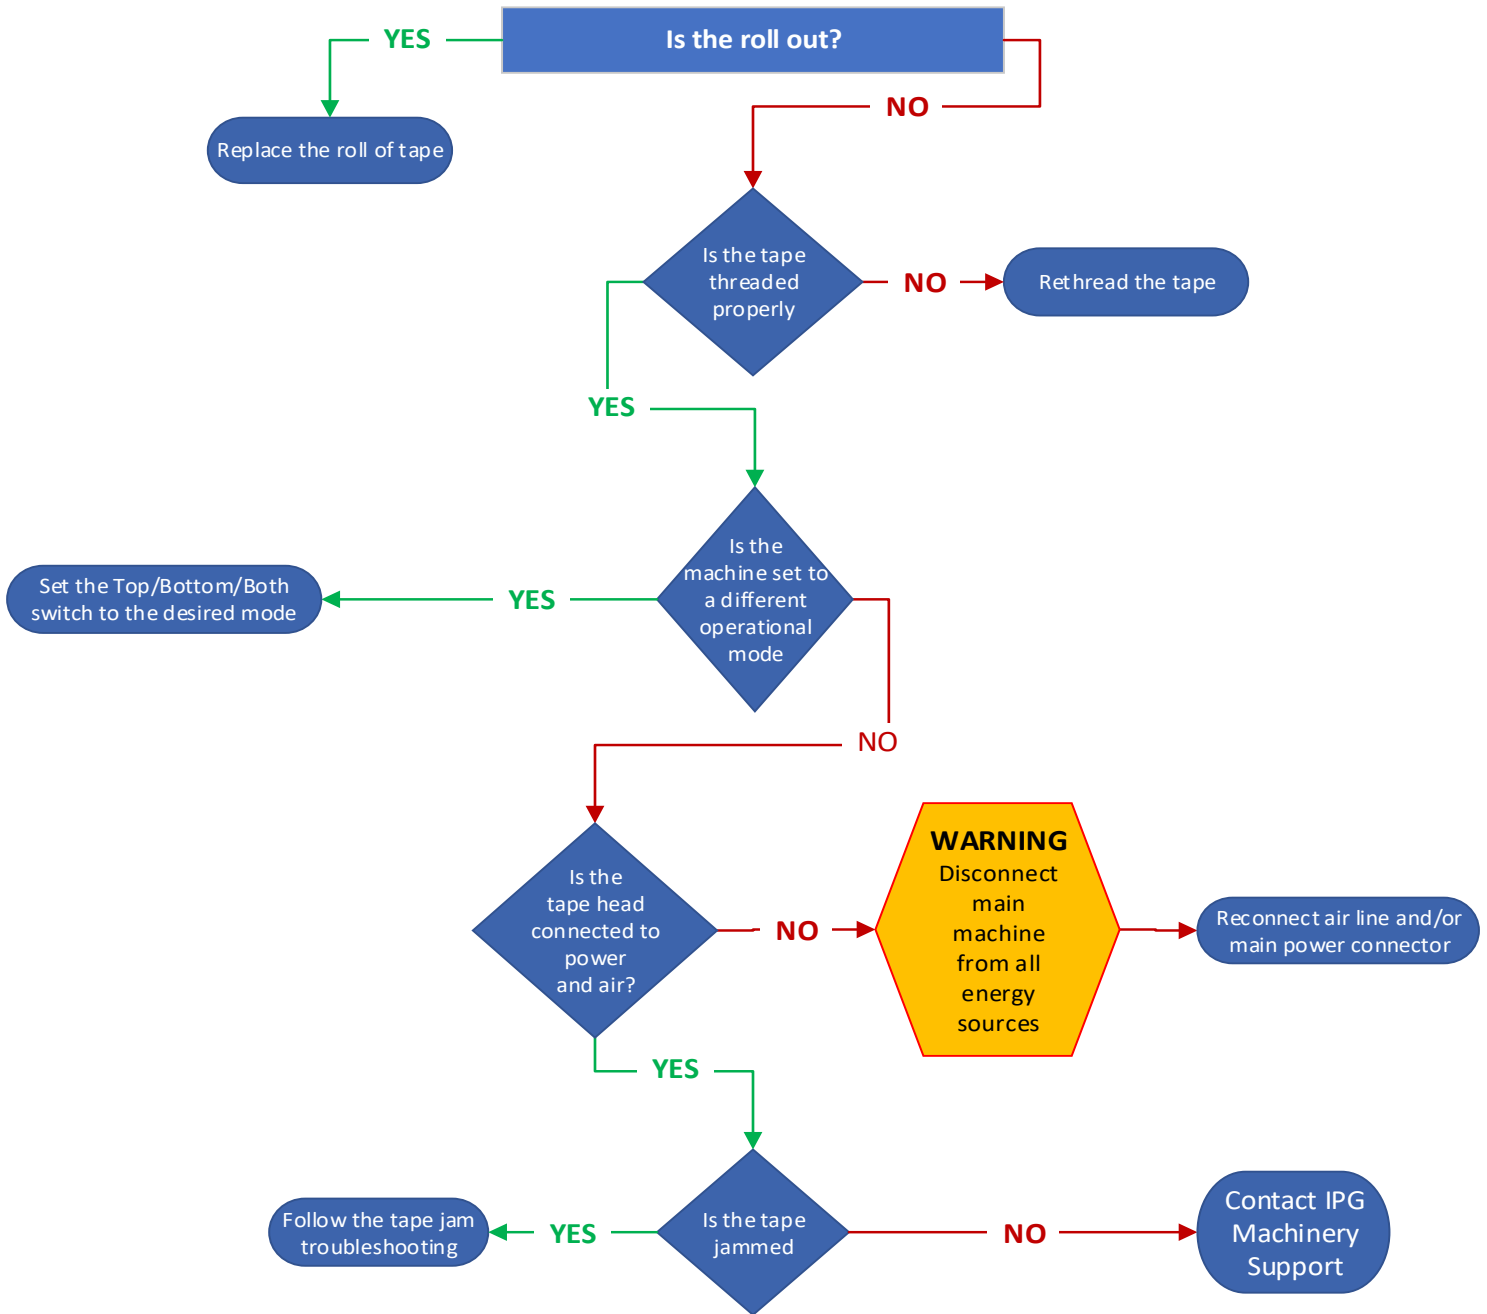 YES
Is the roll out?
NO
Replace the roll of tape
Is the tape
threaded
properly
NO
Rethread the tape
YES
Is the
machine set to
a different
operational
mode
Set the Top/Bottom/Both
switch to the desired mode
YES
NO
Is the
tape head
connected to
power
and air?
NO
WARNING
Disconnect
main
machine
from all
energy
sources
Reconnect air line and/or
main power connector
YES
Is the tape
jammed
YES
Follow the tape jam
troubleshooting
NO
Contact IPG
Machinery
Support